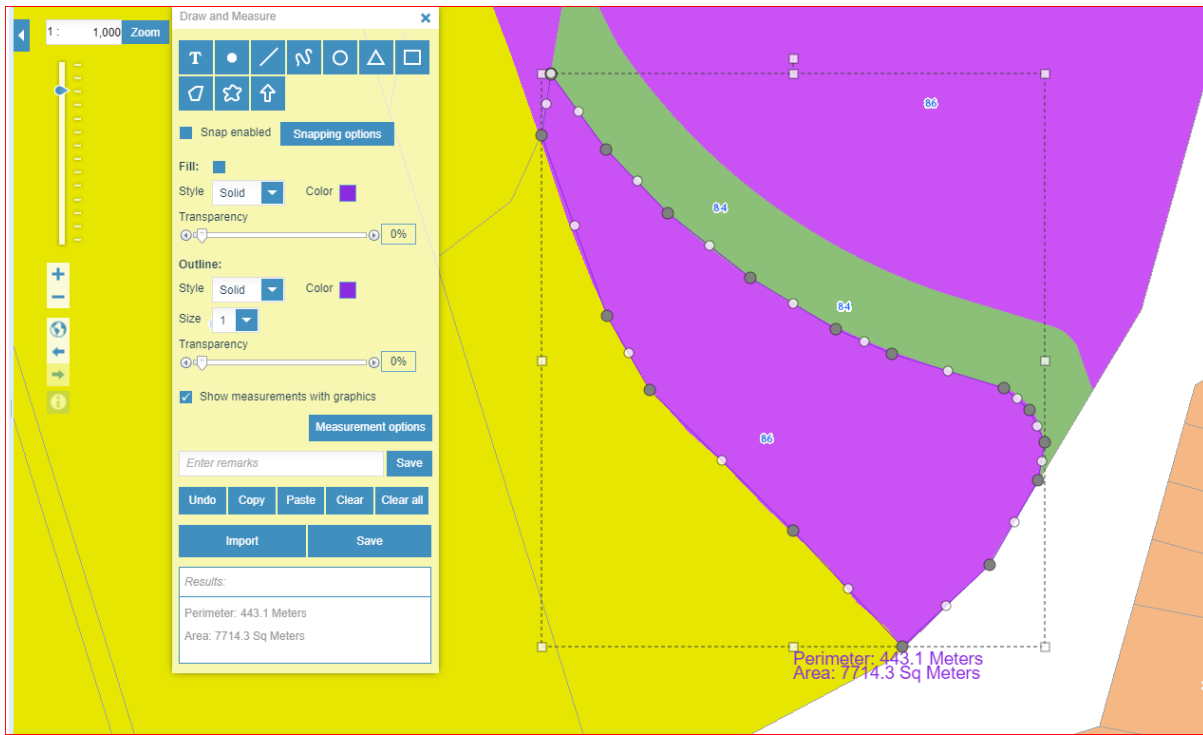 Draw and Measure
1 : 1,000 Zoom
T
Snap enabled Snapping options
Fill:
Style Solid Color
Transparency
0%
Outline:
Style Solid Color
Size 1
Transparency
0%
Show measurements with graphics
Measurement options
Enter remarks Save
Undo Copy Paste Clear Clear all
Import Save
Results:
Perimeter: 443.1 Meters
Area: 7714.3 Sq Meters
86
84
84
86
Perimeter: 443.1 Meters
Area: 7714.3 Sq Meters